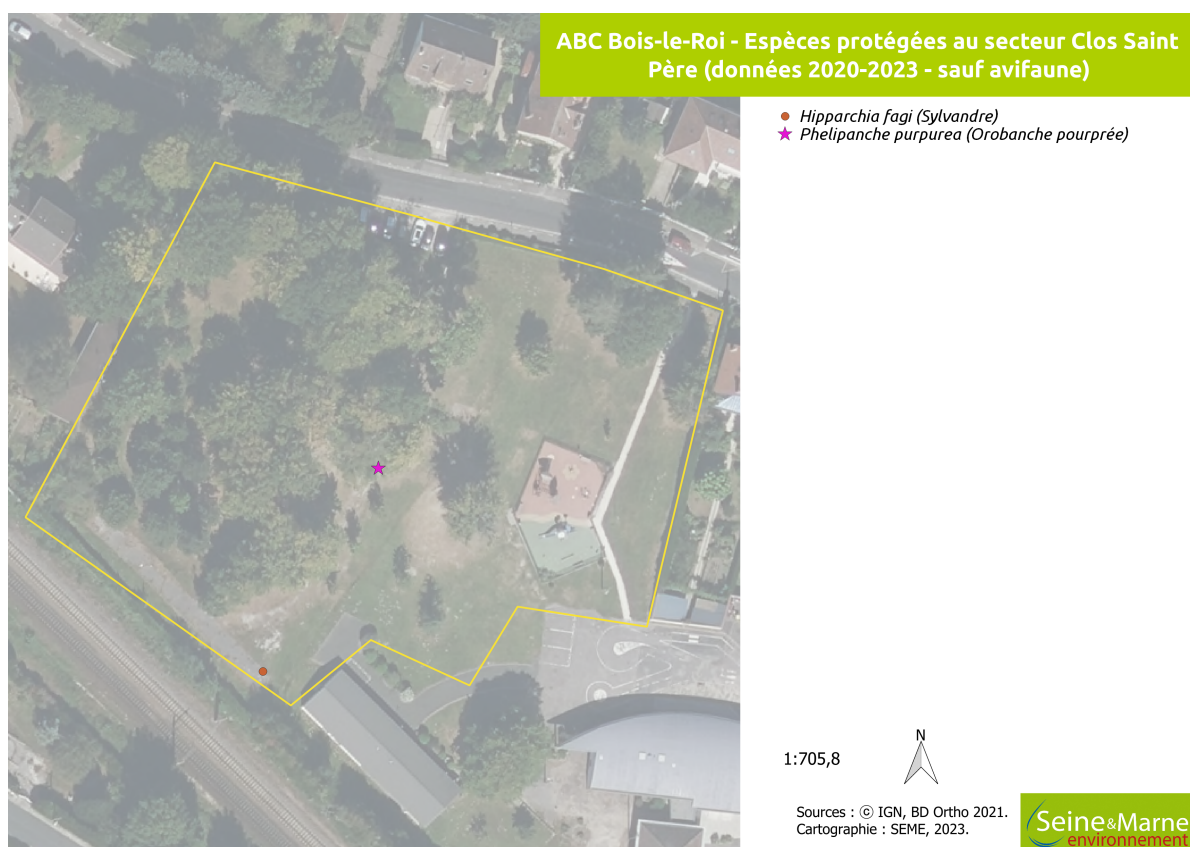 ABC Bois-le-Roi - Espèces protégées au secteur Clos Saint
Père (données 2020-2023 - sauf avifaune)
Hipparchia fagi (Sylvandre)
Phelipanche purpurea (Orobanche pourprée)
N
1:705,8
Sources : © IGN, BD Ortho 2021.
Cartographie : SEME, 2023.
Seine&Marne
environnement